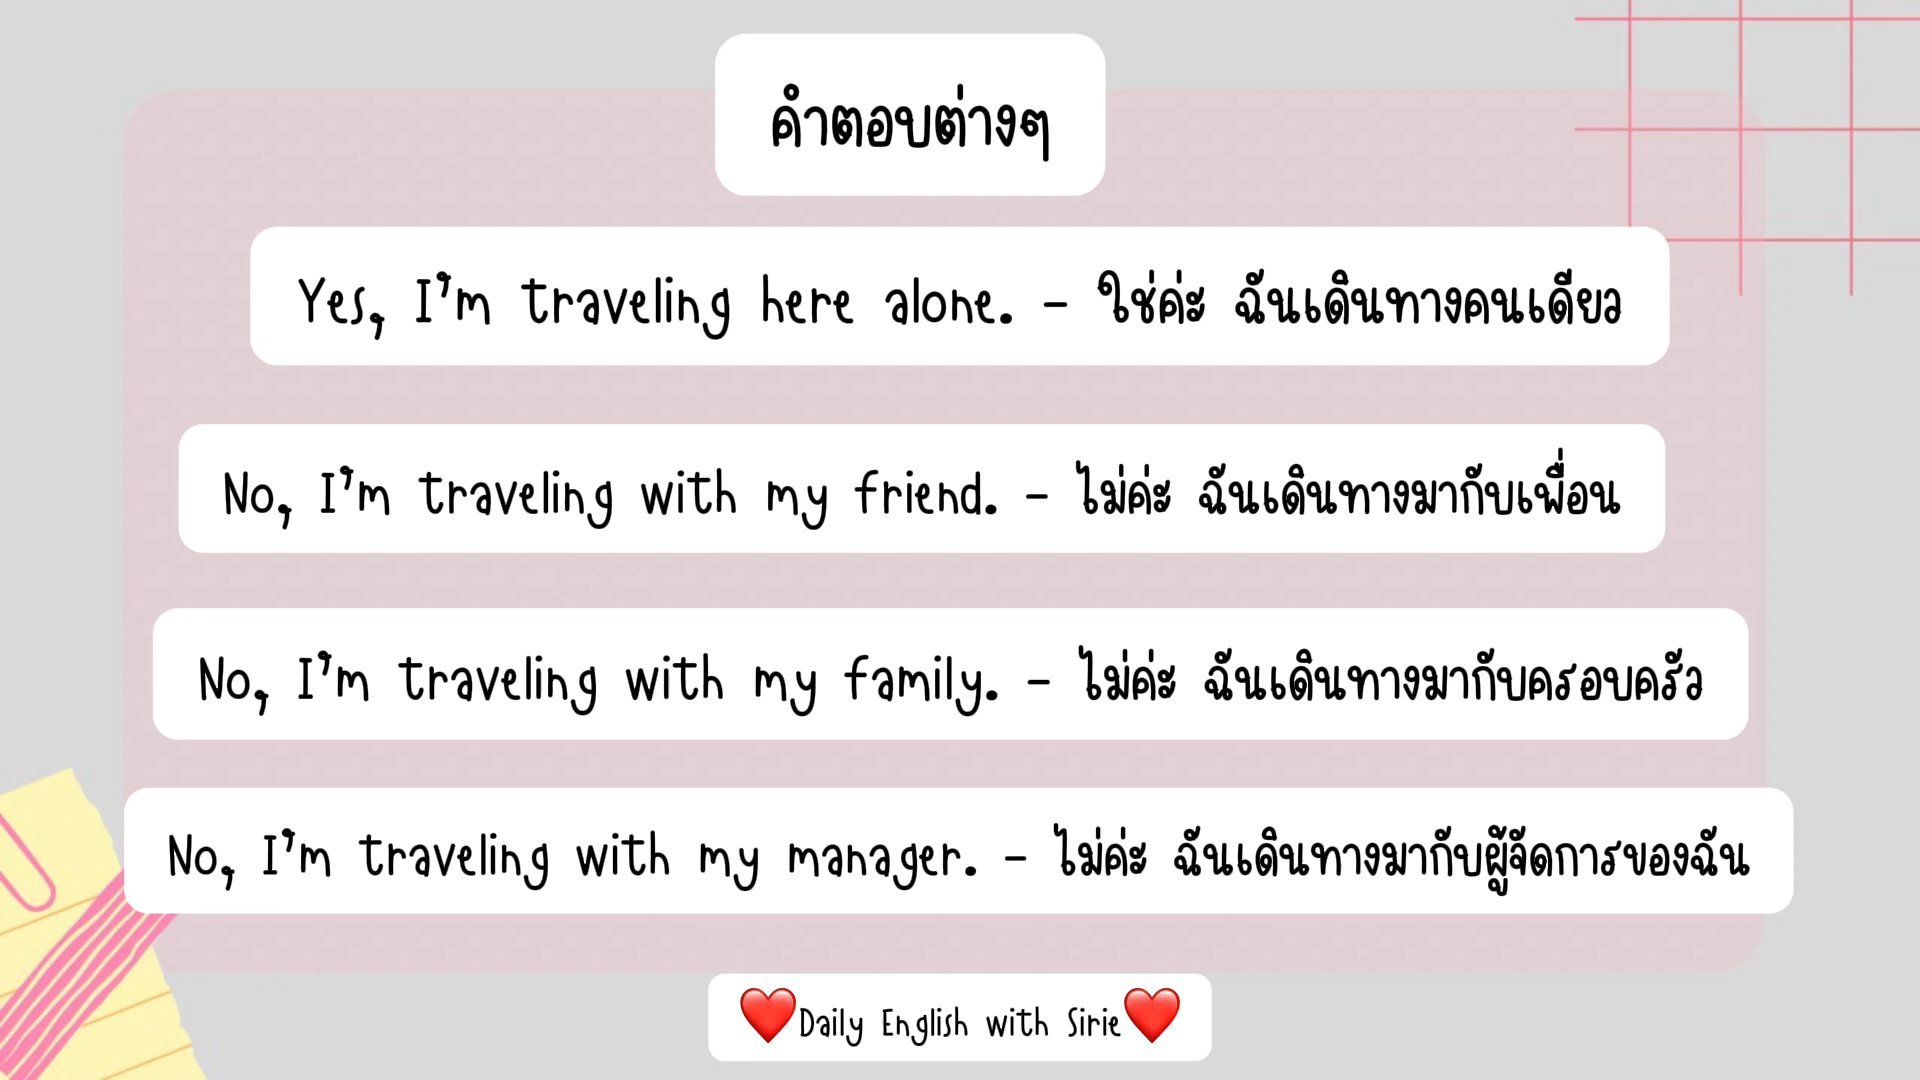 คำตอบต่างๆ
Yes, I'm traveling here alone. - ใช่ค่ะ ฉันเดินทางคนเดียว
No, I'm traveling with my friend. - ไม่ค่ะ ฉันเดินทางมากับเพื่อน
No, I'm traveling with my family. - ไม่ค่ะ ฉันเดินทางมากับครอบครัว
No, I'm traveling with my manager. - ไม่ค่ะ ฉันเดินทางมากับผู้จัดการของฉัน
❤️Daily English with Sirie❤️